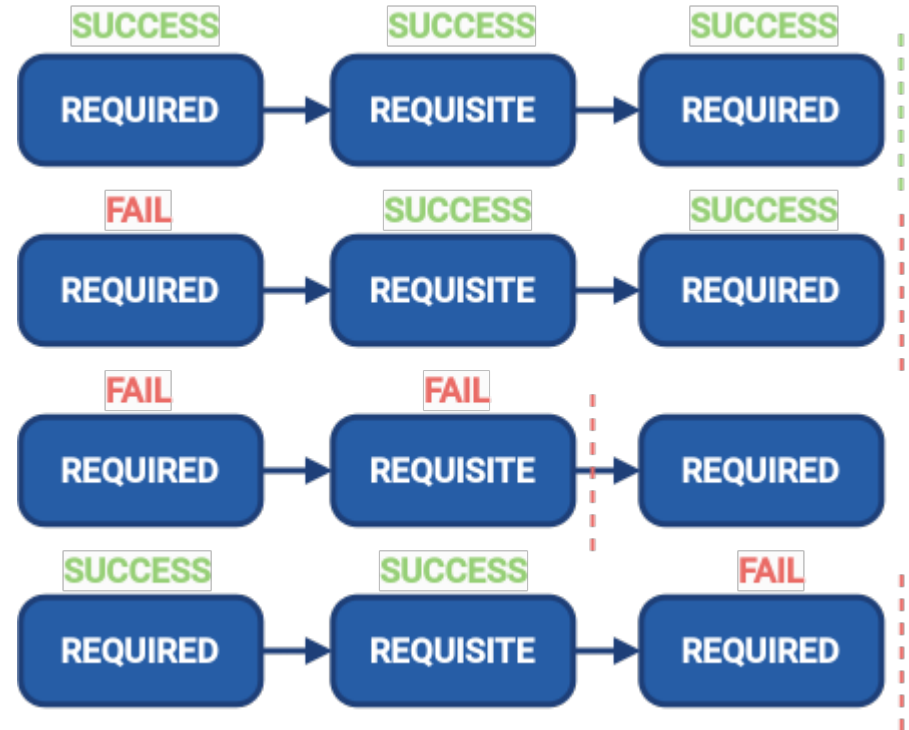 SUCCESS SUCCESS SUCCESS
REQUIRED REQUISITE REQUIRED
FAIL SUCCESS SUCCESS
REQUIRED REQUISITE REQUIRED
FAIL FAIL
REQUIRED REQUISITE REQUIRED
SUCCESS SUCCESS FAIL
REQUIRED REQUISITE REQUIRED